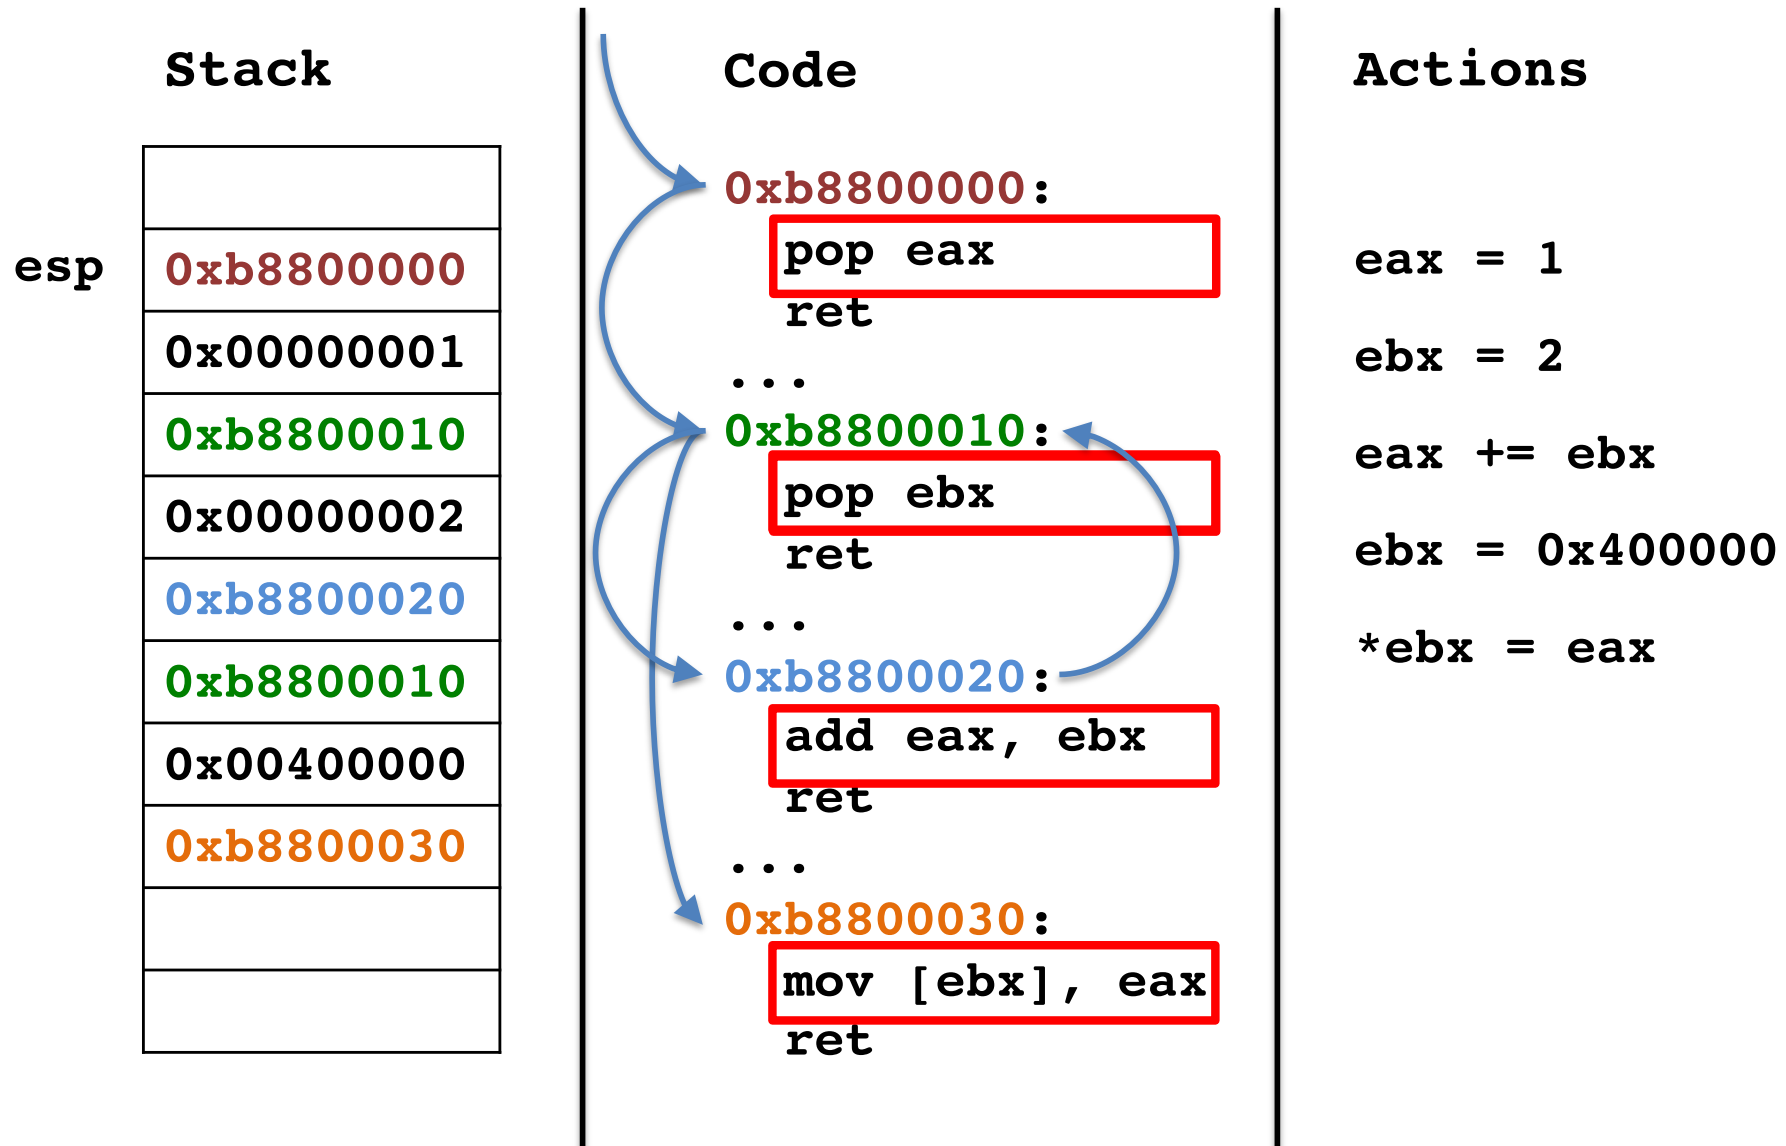 Stack
esp
0xb8800000
0x00000001
0xb8800010
0x00000002
0xb8800020
0xb8800010
0x00400000
0xb8800030
Code
0xb8800000:
pop eax
ret
...
0xb8800010:
pop ebx
ret
...
0xb8800020:
add eax, ebx
ret
...
0xb8800030:
mov [ebx], eax
ret
Actions
eax = 1
ebx = 2
eax += ebx
ebx = 0x400000
*ebx = eax